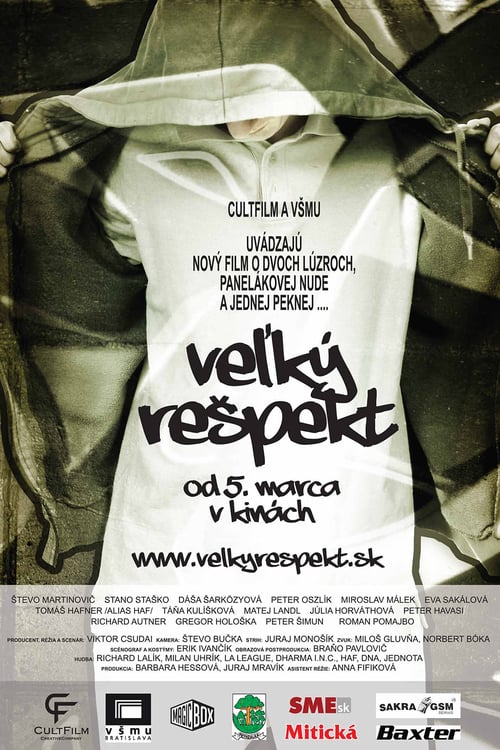 CULTFILM A VŠMU
UVÁDZAJÚ
NOVÝ FILM O DVOCH LÚZROCH,
PANELÁKOVEJ NUDE
A JEDNEJ PEKNEJ ....
veľký
rešpekt
od 5. marca
v kinách
www.velkyrespekt.sk
ŠTEVO MARTINOVIČ STANO STAŠKO DÁŠA ŠARKÖZYOVÁ PETER OSZLÍK MIROSLAV MÁLEK EVA SAKÁLOVÁ
TOMÁŠ HAFNER /ALIAS HAF/ TÁŇA KULÍŠKOVÁ MATEJ LANDL JÚLIA HORVÁTHOVÁ PETER HAVASI
RICHARD AUTNER GREGOR HOLOŠKA PETER ŠIMUN ROMAN POMAJBO
PRODUCENT, RÉŽIA A SCENÁR: VIKTOR CSUDAI KAMERA: ŠTEVO BUČKA STRIH: JURAJ MONOŠÍK ZVUK: MILOŠ GLUVŇA, NORBERT BÓKA
SCÉNOGRAF A KOSTÝMY: ERIK IVANČÍK OBRAZOVÁ POSTPRODUKCIA: BRAŇO PAVLOVIČ
HUDBA: RICHARD LALÍK, MILAN UHRÍK, LA LEAGUE, DHARMA I.N.C., HAF, DNA, JEDNOTA
PRODUKCIA: BARBARA HESSOVÁ, JURAJ MRAVÍK ASISTENT RÉŽIE: ANNA FIFIKOVÁ
CF
CULTFILM
CREATIVECOMPANY
VŠMU
BRATISLAVA
MAGIC BOX
SME.sk
Mitická
SAKRA GSM
SERVIS
Baxter